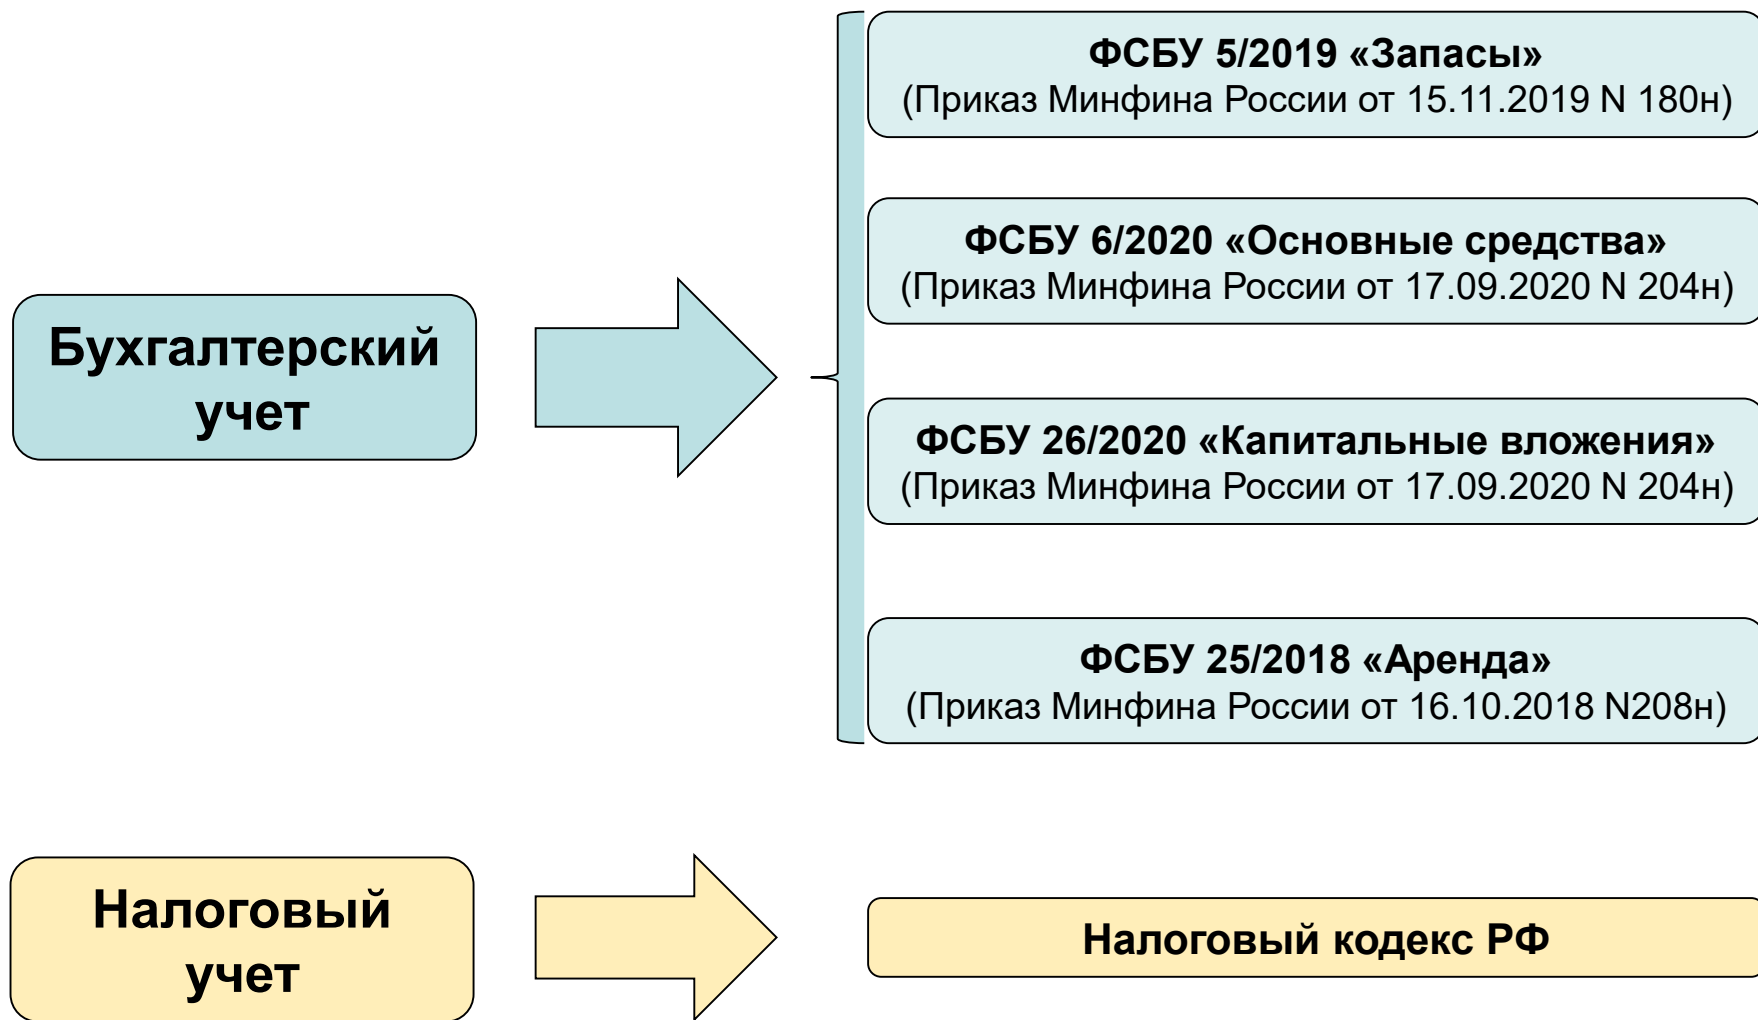 Бухгалтерский
учет
ФСБУ 5/2019 «Запасы»
(Приказ Минфина России от 15.11.2019 N 180н)
ФСБУ 6/2020 «Основные средства»
(Приказ Минфина России от 17.09.2020 N 204н)
ФСБУ 26/2020 «Капитальные вложения»
(Приказ Минфина России от 17.09.2020 N 204н)
ФСБУ 25/2018 «Аренда»
(Приказ Минфина России от 16.10.2018 N208н)
Налоговый
учет
Налоговый кодекс РФ